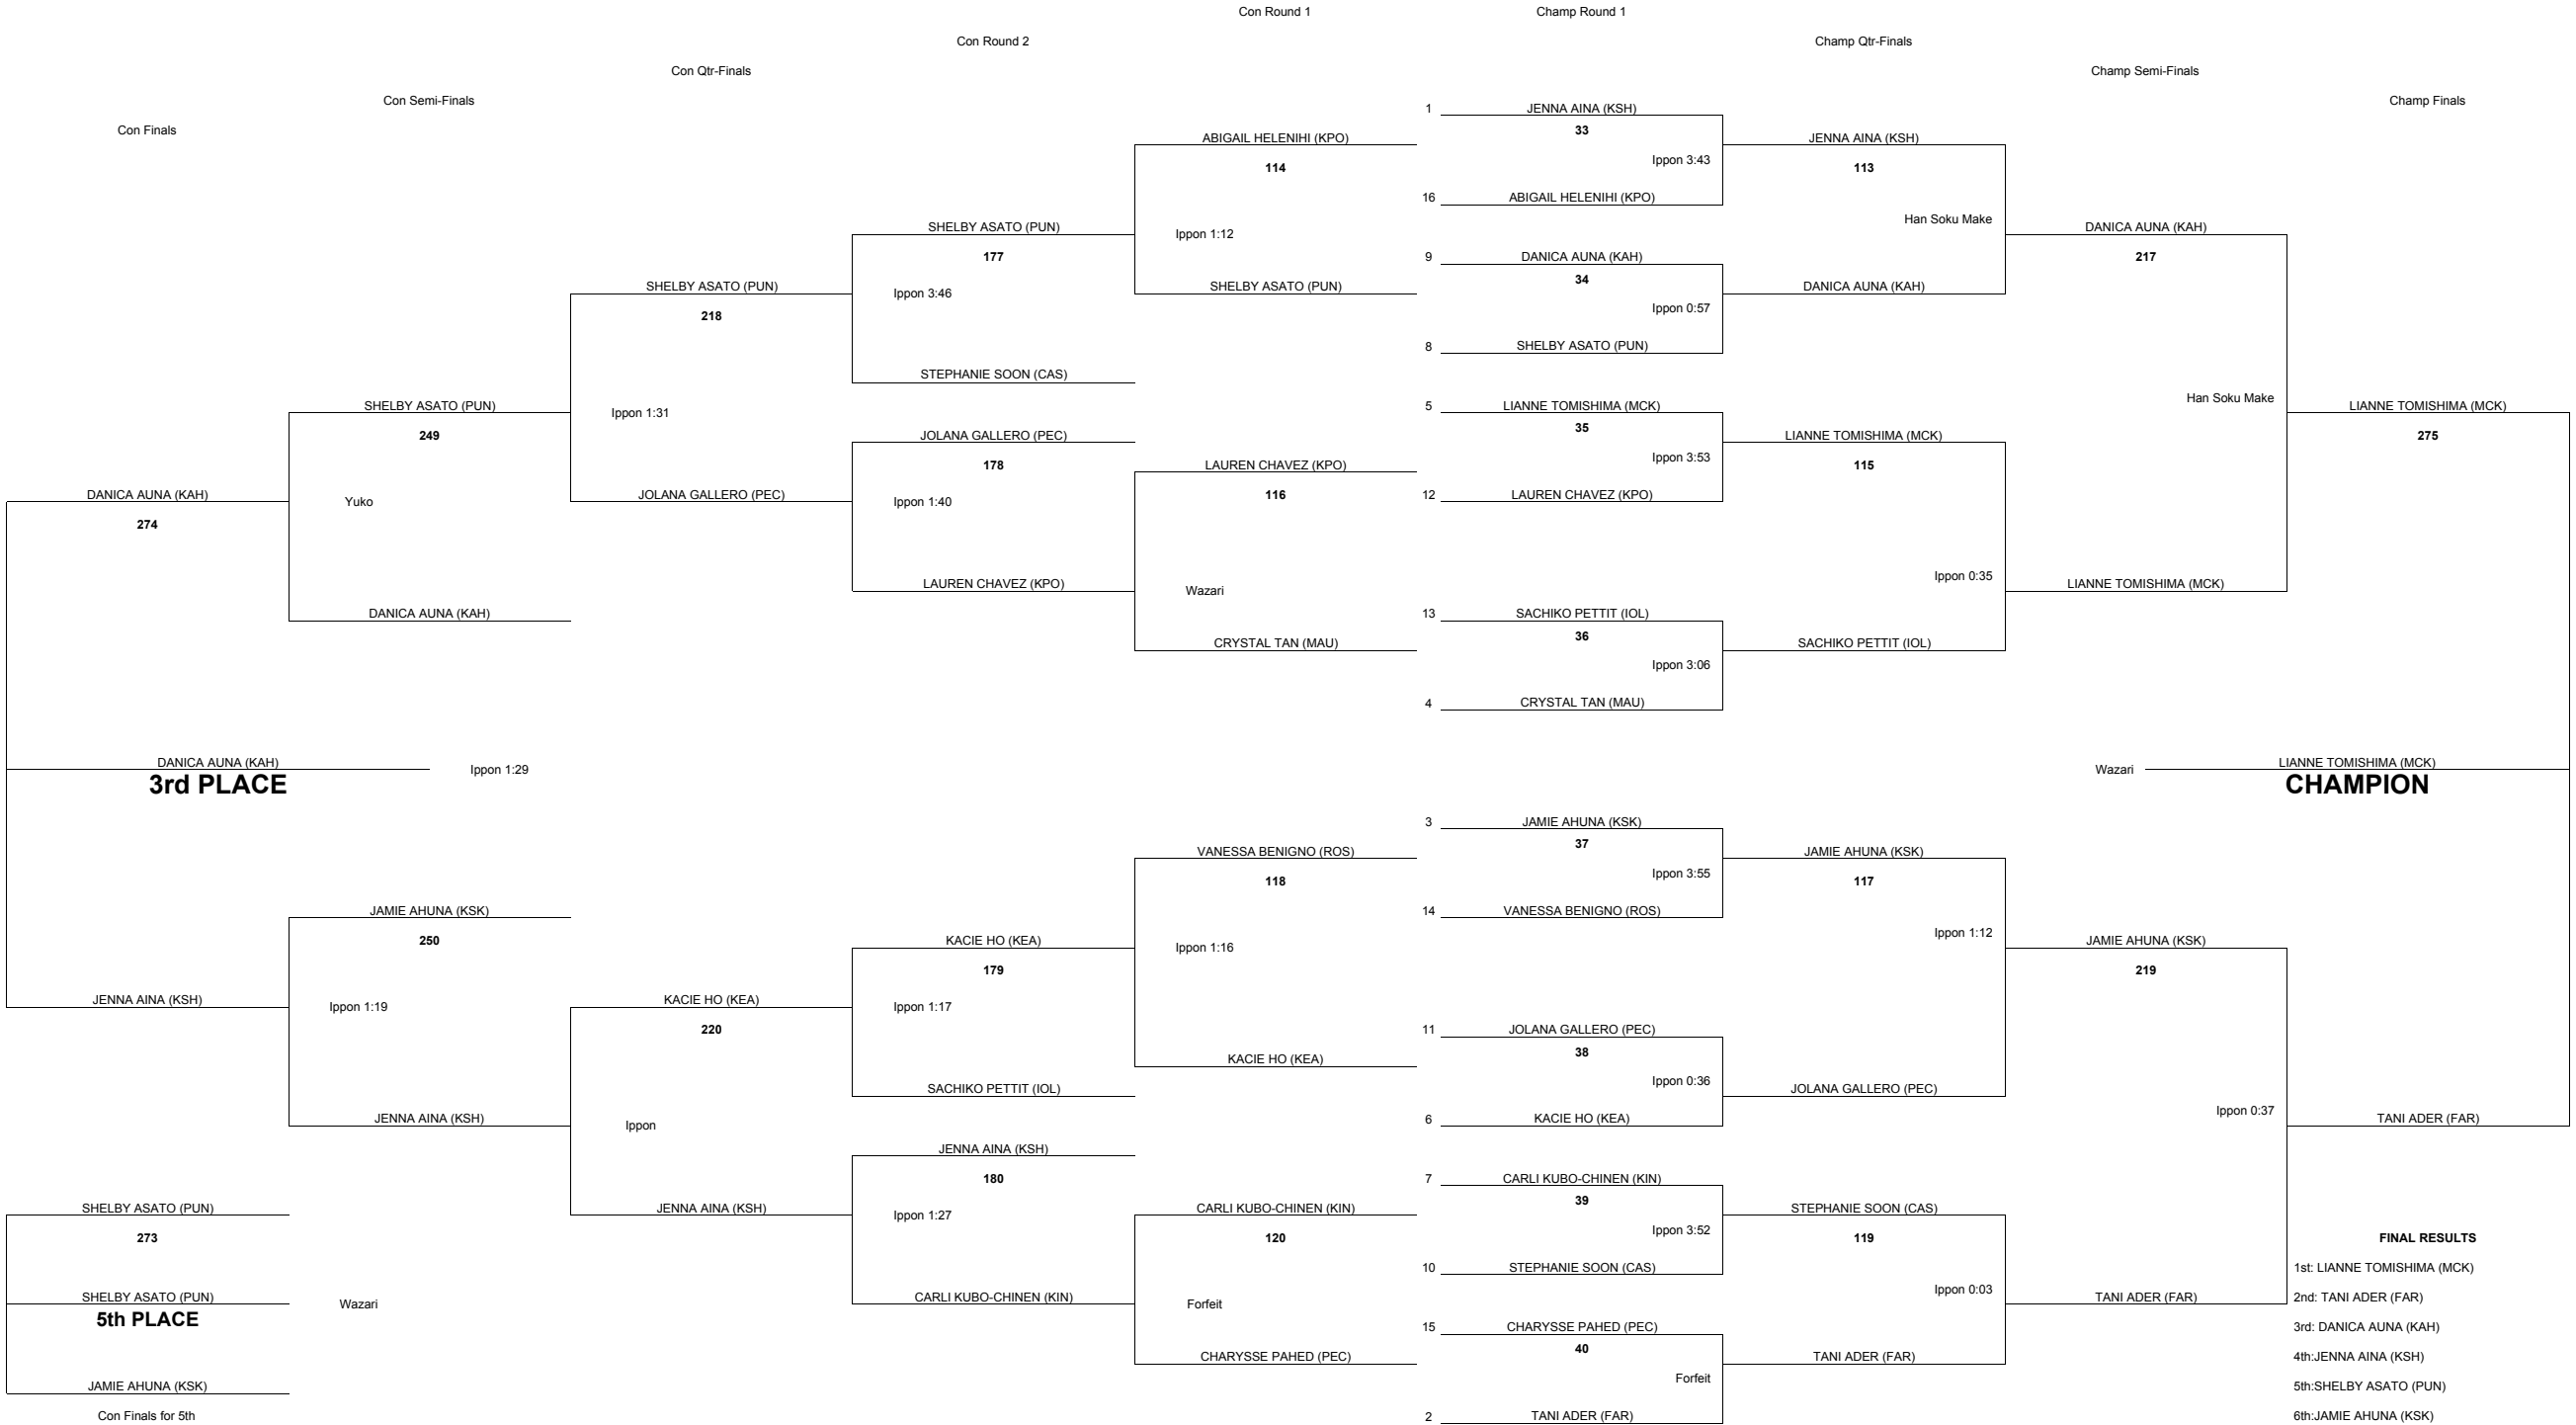 Con Round 1
Champ Round 1
Con Round 2
Champ Qtr-Finals
Con Qtr-Finals
Champ Semi-Finals
Con Semi-Finals
Champ Finals
Con Finals
1 JENNA AINA (KSH)
33
ABIGAIL HELENIHI (KPO)
JENNA AINA (KSH)
Ippon 3:43
114
113
16 ABIGAIL HELENIHI (KPO)
Han Soku Make
SHELBY ASATO (PUN)
Ippon 1:12
DANICA AUNA (KAH)
177
9 DANICA AUNA (KAH)
217
34
SHELBY ASATO (PUN)
Ippon 3:46
SHELBY ASATO (PUN)
DANICA AUNA (KAH)
Ippon 0:57
218
8 SHELBY ASATO (PUN)
STEPHANIE SOON (CAS)
Han Soku Make
SHELBY ASATO (PUN)
Ippon 1:31
5 LIANNE TOMISHIMA (MCK)
LIANNE TOMISHIMA (MCK)
249
JOLANA GALLERO (PEC)
35
LIANNE TOMISHIMA (MCK)
275
178
LAUREN CHAVEZ (KPO)
Ippon 3:53
115
DANICA AUNA (KAH)
Yuko
JOLANA GALLERO (PEC)
Ippon 1:40
116
12 LAUREN CHAVEZ (KPO)
274
Ippon 0:35
LAUREN CHAVEZ (KPO)
Wazari
LIANNE TOMISHIMA (MCK)
DANICA AUNA (KAH)
13 SACHIKO PETTIT (IOL)
36
CRYSTAL TAN (MAU)
SACHIKO PETTIT (IOL)
Ippon 3:06
4 CRYSTAL TAN (MAU)
DANICA AUNA (KAH)
Ippon 1:29
Wazari
LIANNE TOMISHIMA (MCK)
3rd PLACE
CHAMPION
3 JAMIE AHUNA (KSK)
37
VANESSA BENIGNO (ROS)
JAMIE AHUNA (KSK)
Ippon 3:55
118
117
JAMIE AHUNA (KSK)
14 VANESSA BENIGNO (ROS)
Ippon 1:12
250
KACIE HO (KEA)
Ippon 1:16
JAMIE AHUNA (KSK)
179
219
JENNA AINA (KSH)
Ippon 1:19
KACIE HO (KEA)
Ippon 1:17
220
11 JOLANA GALLERO (PEC)
38
KACIE HO (KEA)
Ippon 0:36
SACHIKO PETTIT (IOL)
JOLANA GALLERO (PEC)
Ippon 0:37
JENNA AINA (KSH)
Ippon
6 KACIE HO (KEA)
TANI ADER (FAR)
JENNA AINA (KSH)
180
7 CARLI KUBO-CHINEN (KIN)
39
SHELBY ASATO (PUN)
JENNA AINA (KSH)
Ippon 1:27
CARLI KUBO-CHINEN (KIN)
STEPHANIE SOON (CAS)
Ippon 3:52
273
120
119
FINAL RESULTS
10 STEPHANIE SOON (CAS)
1st: LIANNE TOMISHIMA (MCK)
Ippon 0:03
SHELBY ASATO (PUN)
Wazari
CARLI KUBO-CHINEN (KIN)
Forfeit
TANI ADER (FAR)
2nd: TANI ADER (FAR)
5th PLACE
15 CHARYSSE PAHED (PEC)
3rd: DANICA AUNA (KAH)
40
CHARYSSE PAHED (PEC)
TANI ADER (FAR)
4th:JENNA AINA (KSH)
Forfeit
JAMIE AHUNA (KSK)
5th:SHELBY ASATO (PUN)
Con Finals for 5th
2 TANI ADER (FAR)
6th:JAMIE AHUNA (KSK)